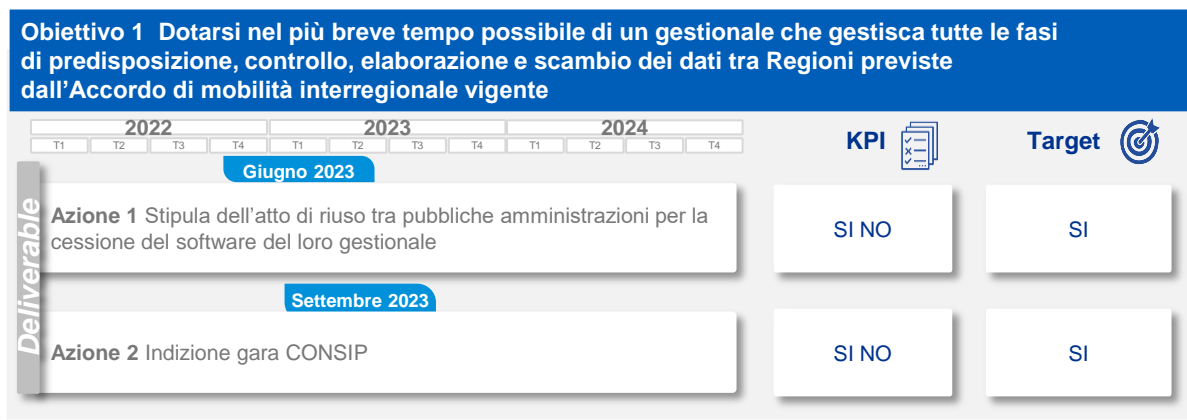 Obiettivo 1 Dotarsi nel più breve tempo possibile di un gestionale che gestisca tutte le fasi
di predisposizione, controllo, elaborazione e scambio dei dati tra Regioni previste
dall'Accordo di mobilità interregionale vigente
2022 2023 2024
T1 T2 T3 T4 T1 T2 T3 T4 T1 T2 T3 T4
KPI Target
Deliverable
Giugno 2023
Azione 1 Stipula dell'atto di riuso tra pubbliche amministrazioni per la
cessione del software del loro gestionale
SI NO SI
Settembre 2023
Azione 2 Indizione gara CONSIP
SI NO SI